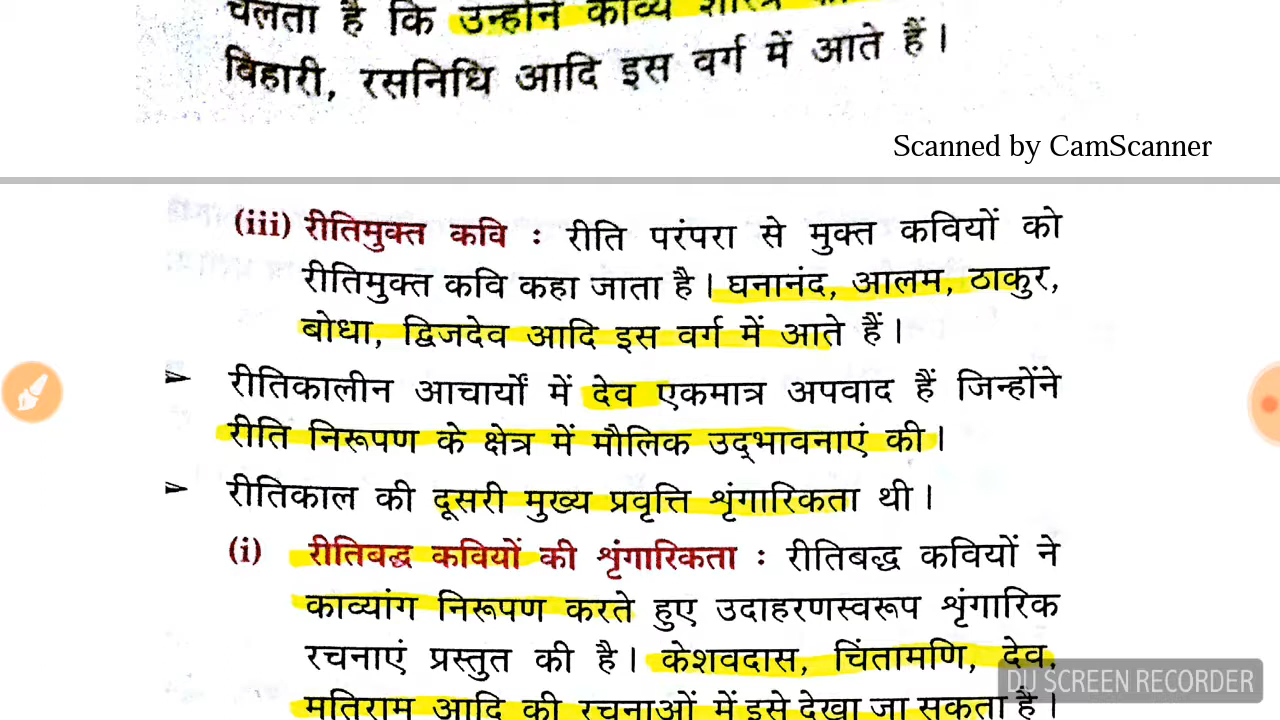 चलता है कि उन्होंने काव्य शास्त्र
बिहारी, रसनिधि आदि इस वर्ग में आते हैं।
Scanned by CamScanner
(iii) रीतिमुक्त कवि : रीति परंपरा से मुक्त कवियों को
रीतिमुक्त कवि कहा जाता है। घनानंद, आलम, ठाकुर,
बोधा, द्विजदेव आदि इस वर्ग में आते हैं।
➢ रीतिकालीन आचार्यों में देव एकमात्र अपवाद हैं जिन्होंने
रीति निरूपण के क्षेत्र में मौलिक उद्‌भावनाएं की।
➢ रीतिकाल की दूसरी मुख्य प्रवृत्ति शृंगारिकता थी।
(i) रीतिबद्ध कवियों की शृंगारिकता : रीतिबद्ध कवियों ने
काव्यांग निरूपण करते हुए उदाहरणस्वरूप शृंगारिक
रचनाएं प्रस्तुत की है। केशवदास, चिंतामणि, देव,
मतिराम आदि की रचनाओं में इसे देखा जा सकता है।
DU SCREEN RECORDER